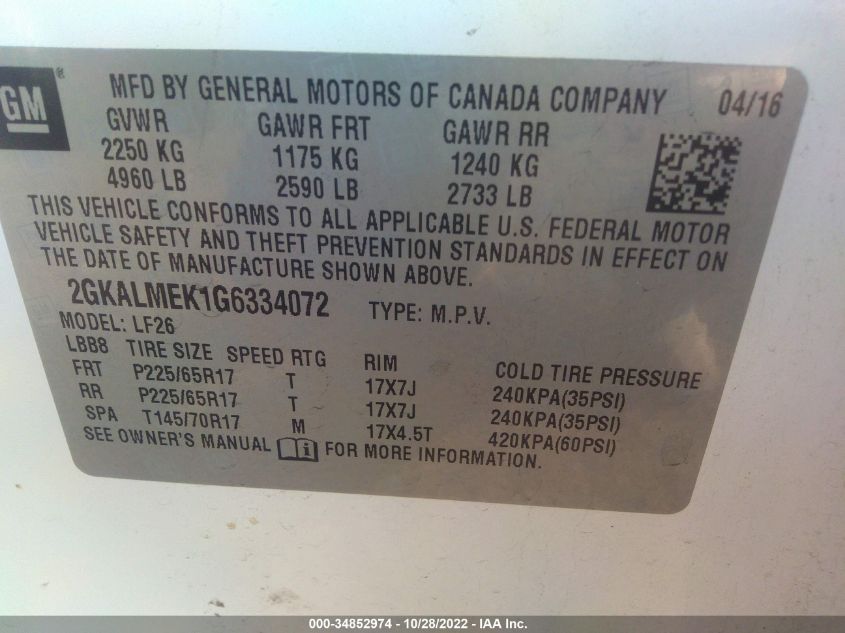 GM®
MFD BY GENERAL MOTORS OF CANADA COMPANY 04/16
GVWR GAWR FRT GAWR RR
2250 KG 1175 KG 1240 KG
4960 LB 2590 LB 2733 LB
THIS VEHICLE CONFORMS TO ALL APPLICABLE U.S. FEDERAL MOTOR
VEHICLE SAFETY AND THEFT PREVENTION STANDARDS IN EFFECT ON
THE DATE OF MANUFACTURE SHOWN ABOVE.
2GKALMEK1G6334072 TYPE: M.P.V.
MODEL: LF26
LBB8 TIRE SIZE SPEED RTG RIM COLD TIRE PRESSURE
FRT P225/65R17 T 17X7J 240KPA(35PSI)
RR P225/65R17 T 17X7J 240KPA(35PSI)
SPA T145/70R17 M 17X4.5T 420KPA(60PSI)
SEE OWNER'S MANUAL FOR MORE INFORMATION.
000-34852974 - 10/28/2022 - IAA Inc.